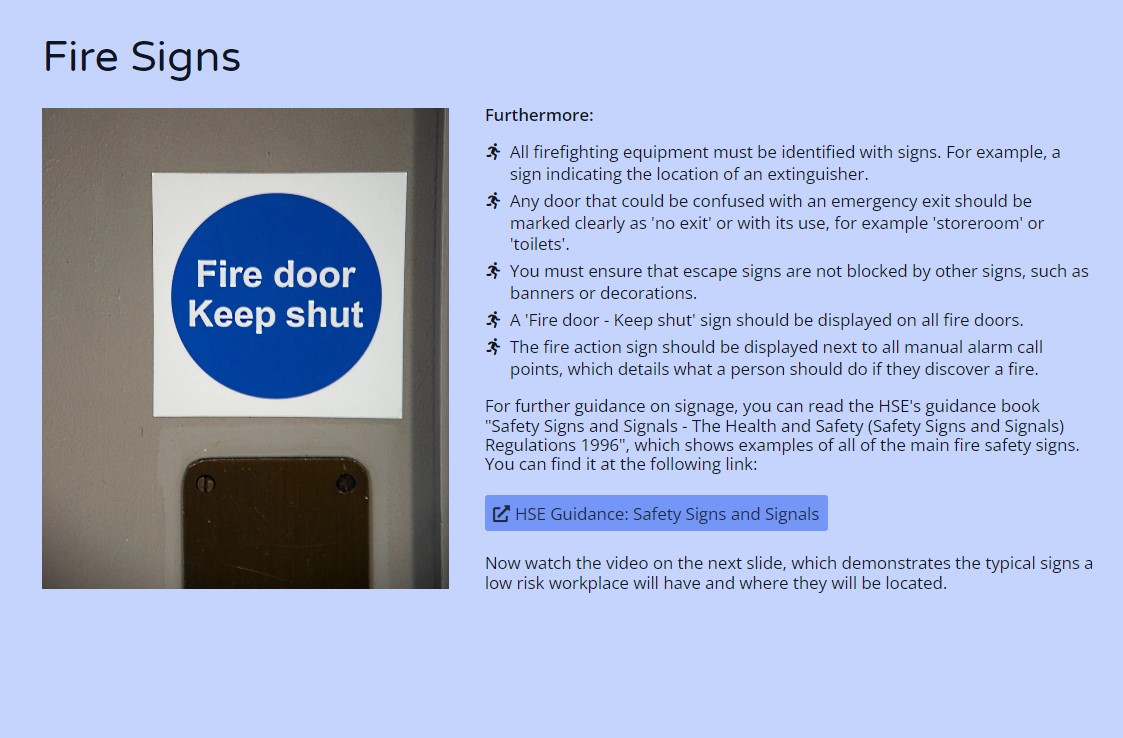 Fire Signs
Fire door
Keep shut
Furthermore:
All firefighting equipment must be identified with signs. For example, a
sign indicating the location of an extinguisher.
Any door that could be confused with an emergency exit should be
marked clearly as 'no exit' or with its use, for example 'storeroom' or
'toilets'.
You must ensure that escape signs are not blocked by other signs, such as
banners or decorations.
A 'Fire door - Keep shut' sign should be displayed on all fire doors.
The fire action sign should be displayed next to all manual alarm call
points, which details what a person should do if they discover a fire.
For further guidance on signage, you can read the HSE's guidance book
"Safety Signs and Signals - The Health and Safety (Safety Signs and Signals)
Regulations 1996", which shows examples of all of the main fire safety signs.
You can find it at the following link:
HSE Guidance: Safety Signs and Signals
Now watch the video on the next slide, which demonstrates the typical signs a
low risk workplace will have and where they will be located.